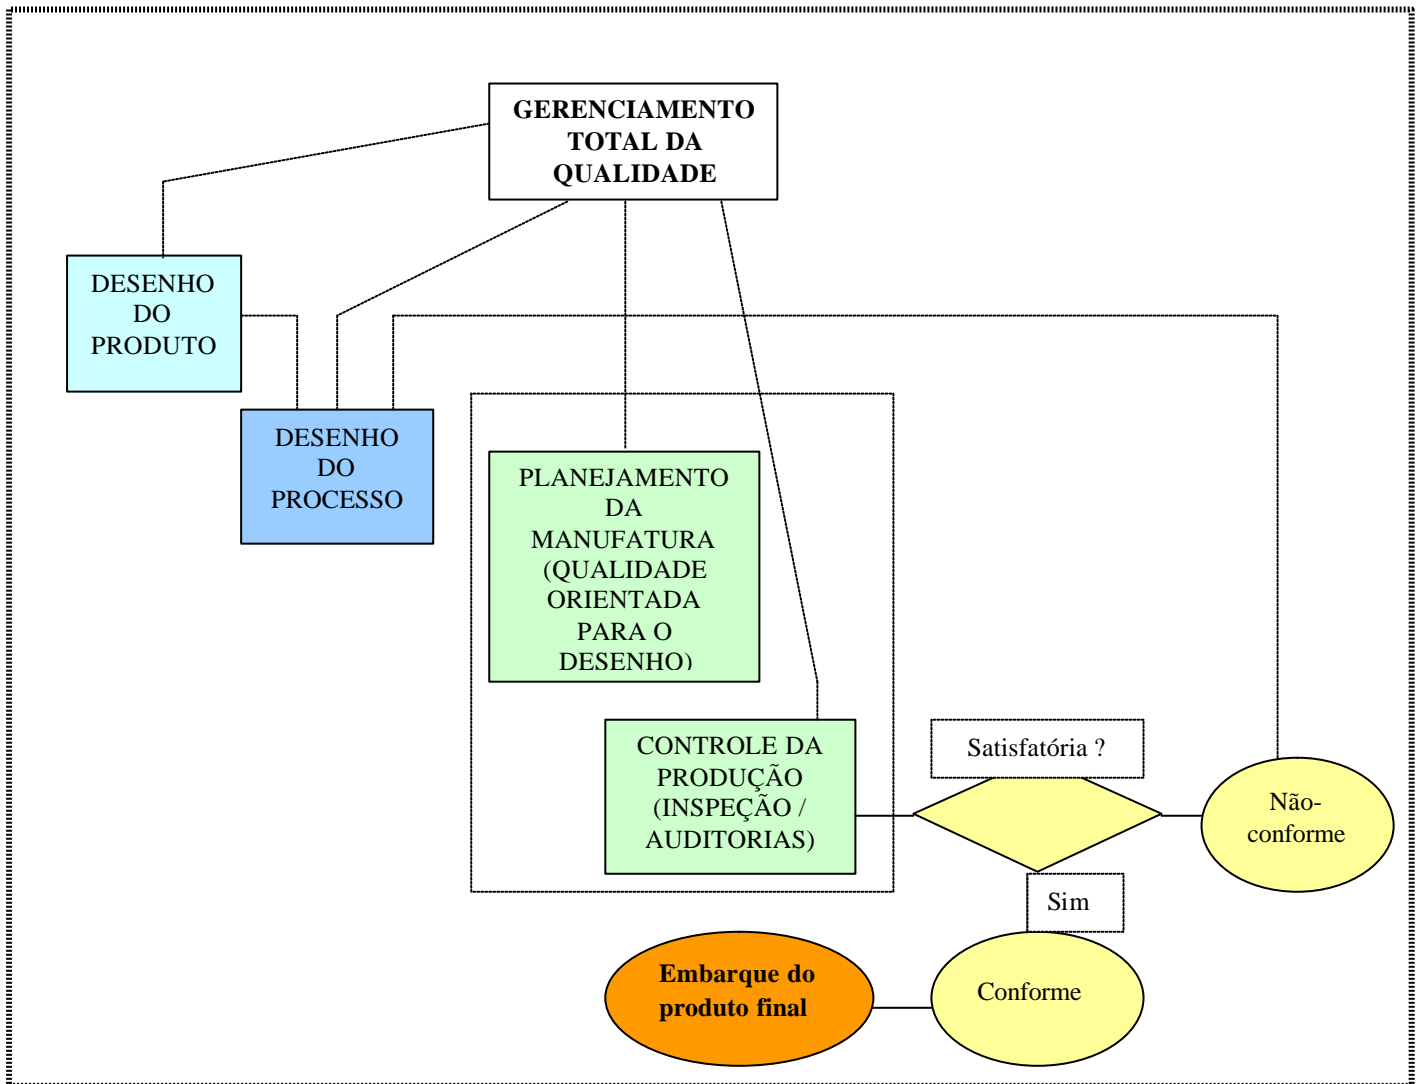 GERENCIAMENTO
TOTAL DA
QUALIDADE
DESENHO
DO
PRODUTO
DESENHO
DO
PROCESSO
PLANEJAMENTO
DA
MANUFATURA
(QUALIDADE
ORIENTADA
PARA O
DESENHO)
CONTROLE DA
PRODUÇÃO
(INSPEÇÃO /
AUDITORIAS)
Satisfatória ?
Não-
conforme
Sim
Conforme
Embarque do
produto final